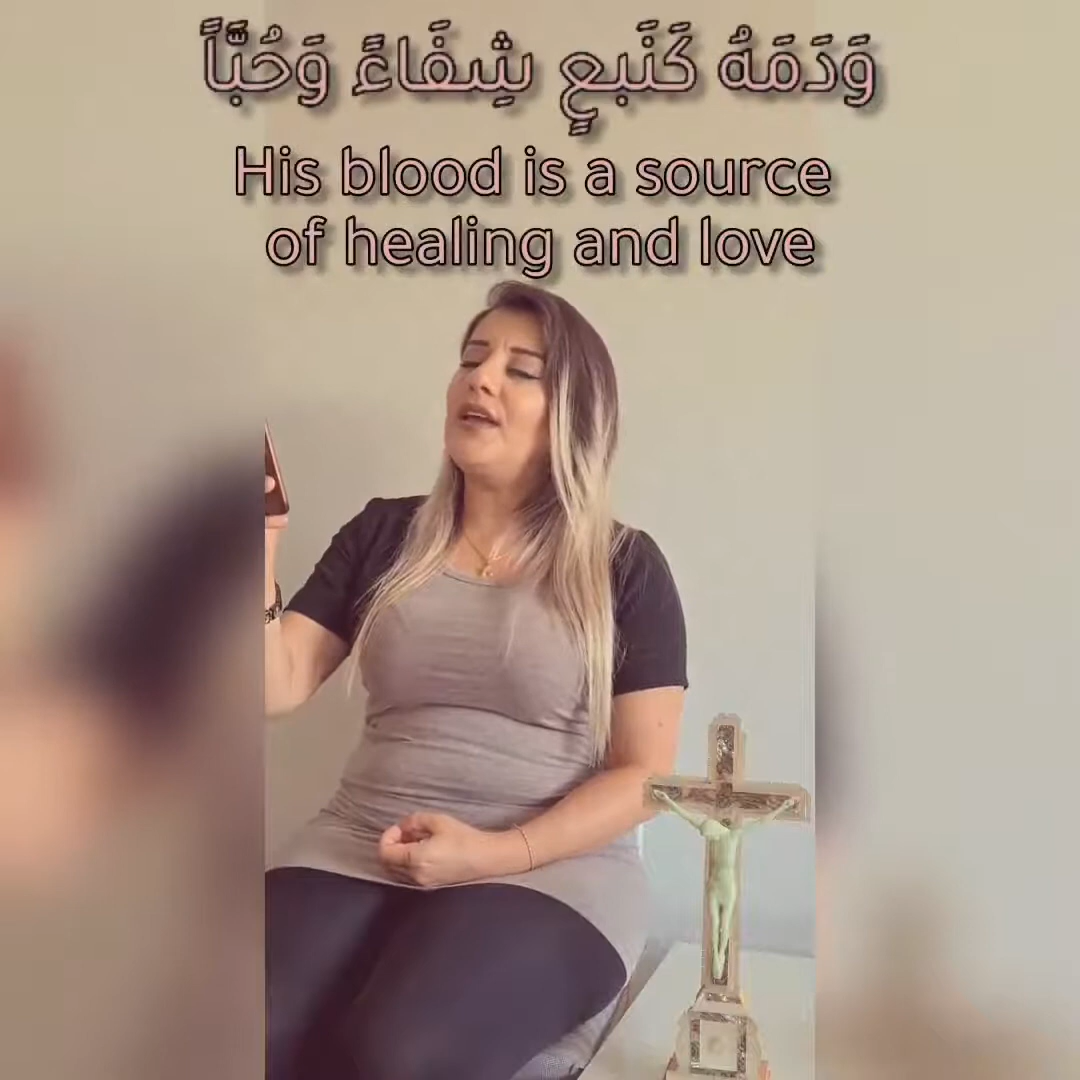 وَدَمَهُ كَنَبعٍ شِفَاءً وَحُبَّاً
His blood is a source
of healing and love